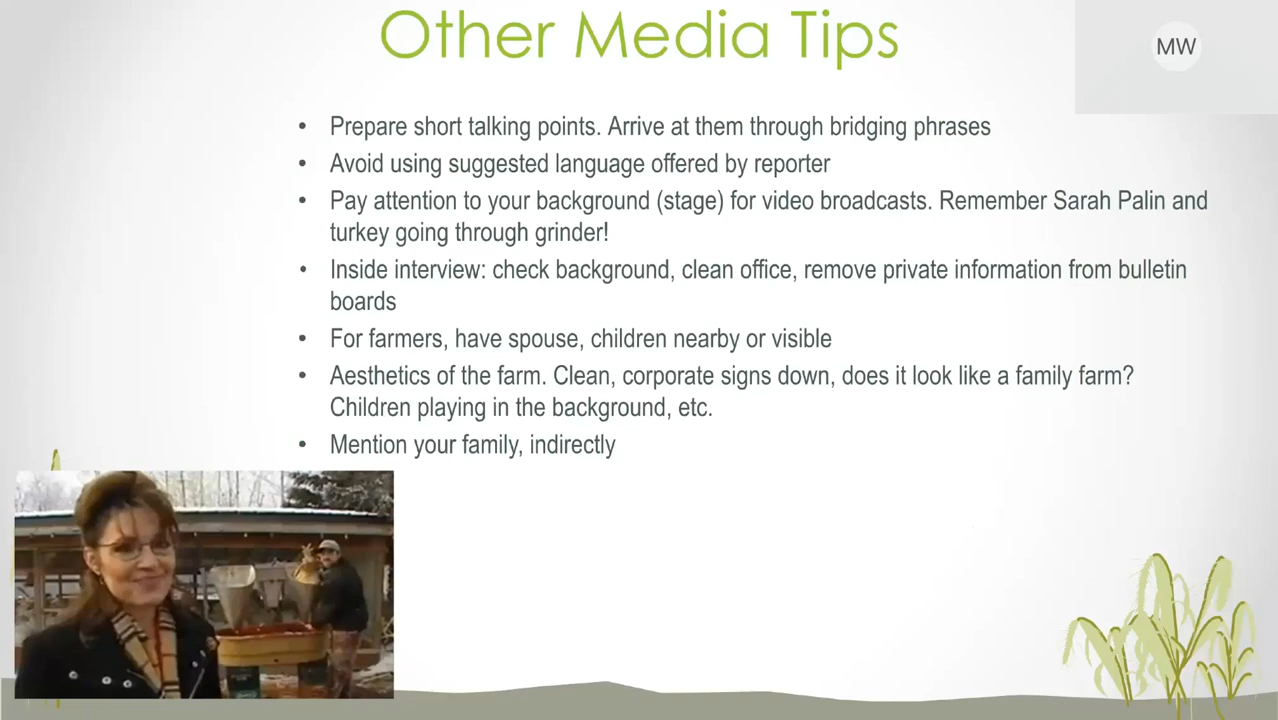 Other Media Tips
MW
• Prepare short talking points. Arrive at them through bridging phrases
• Avoid using suggested language offered by reporter
• Pay attention to your background (stage) for video broadcasts. Remember Sarah Palin and
turkey going through grinder!
• Inside interview: check background, clean office, remove private information from bulletin
boards
• For farmers, have spouse, children nearby or visible
• Aesthetics of the farm. Clean, corporate signs down, does it look like a family farm?
Children playing in the background, etc.
• Mention your family, indirectly